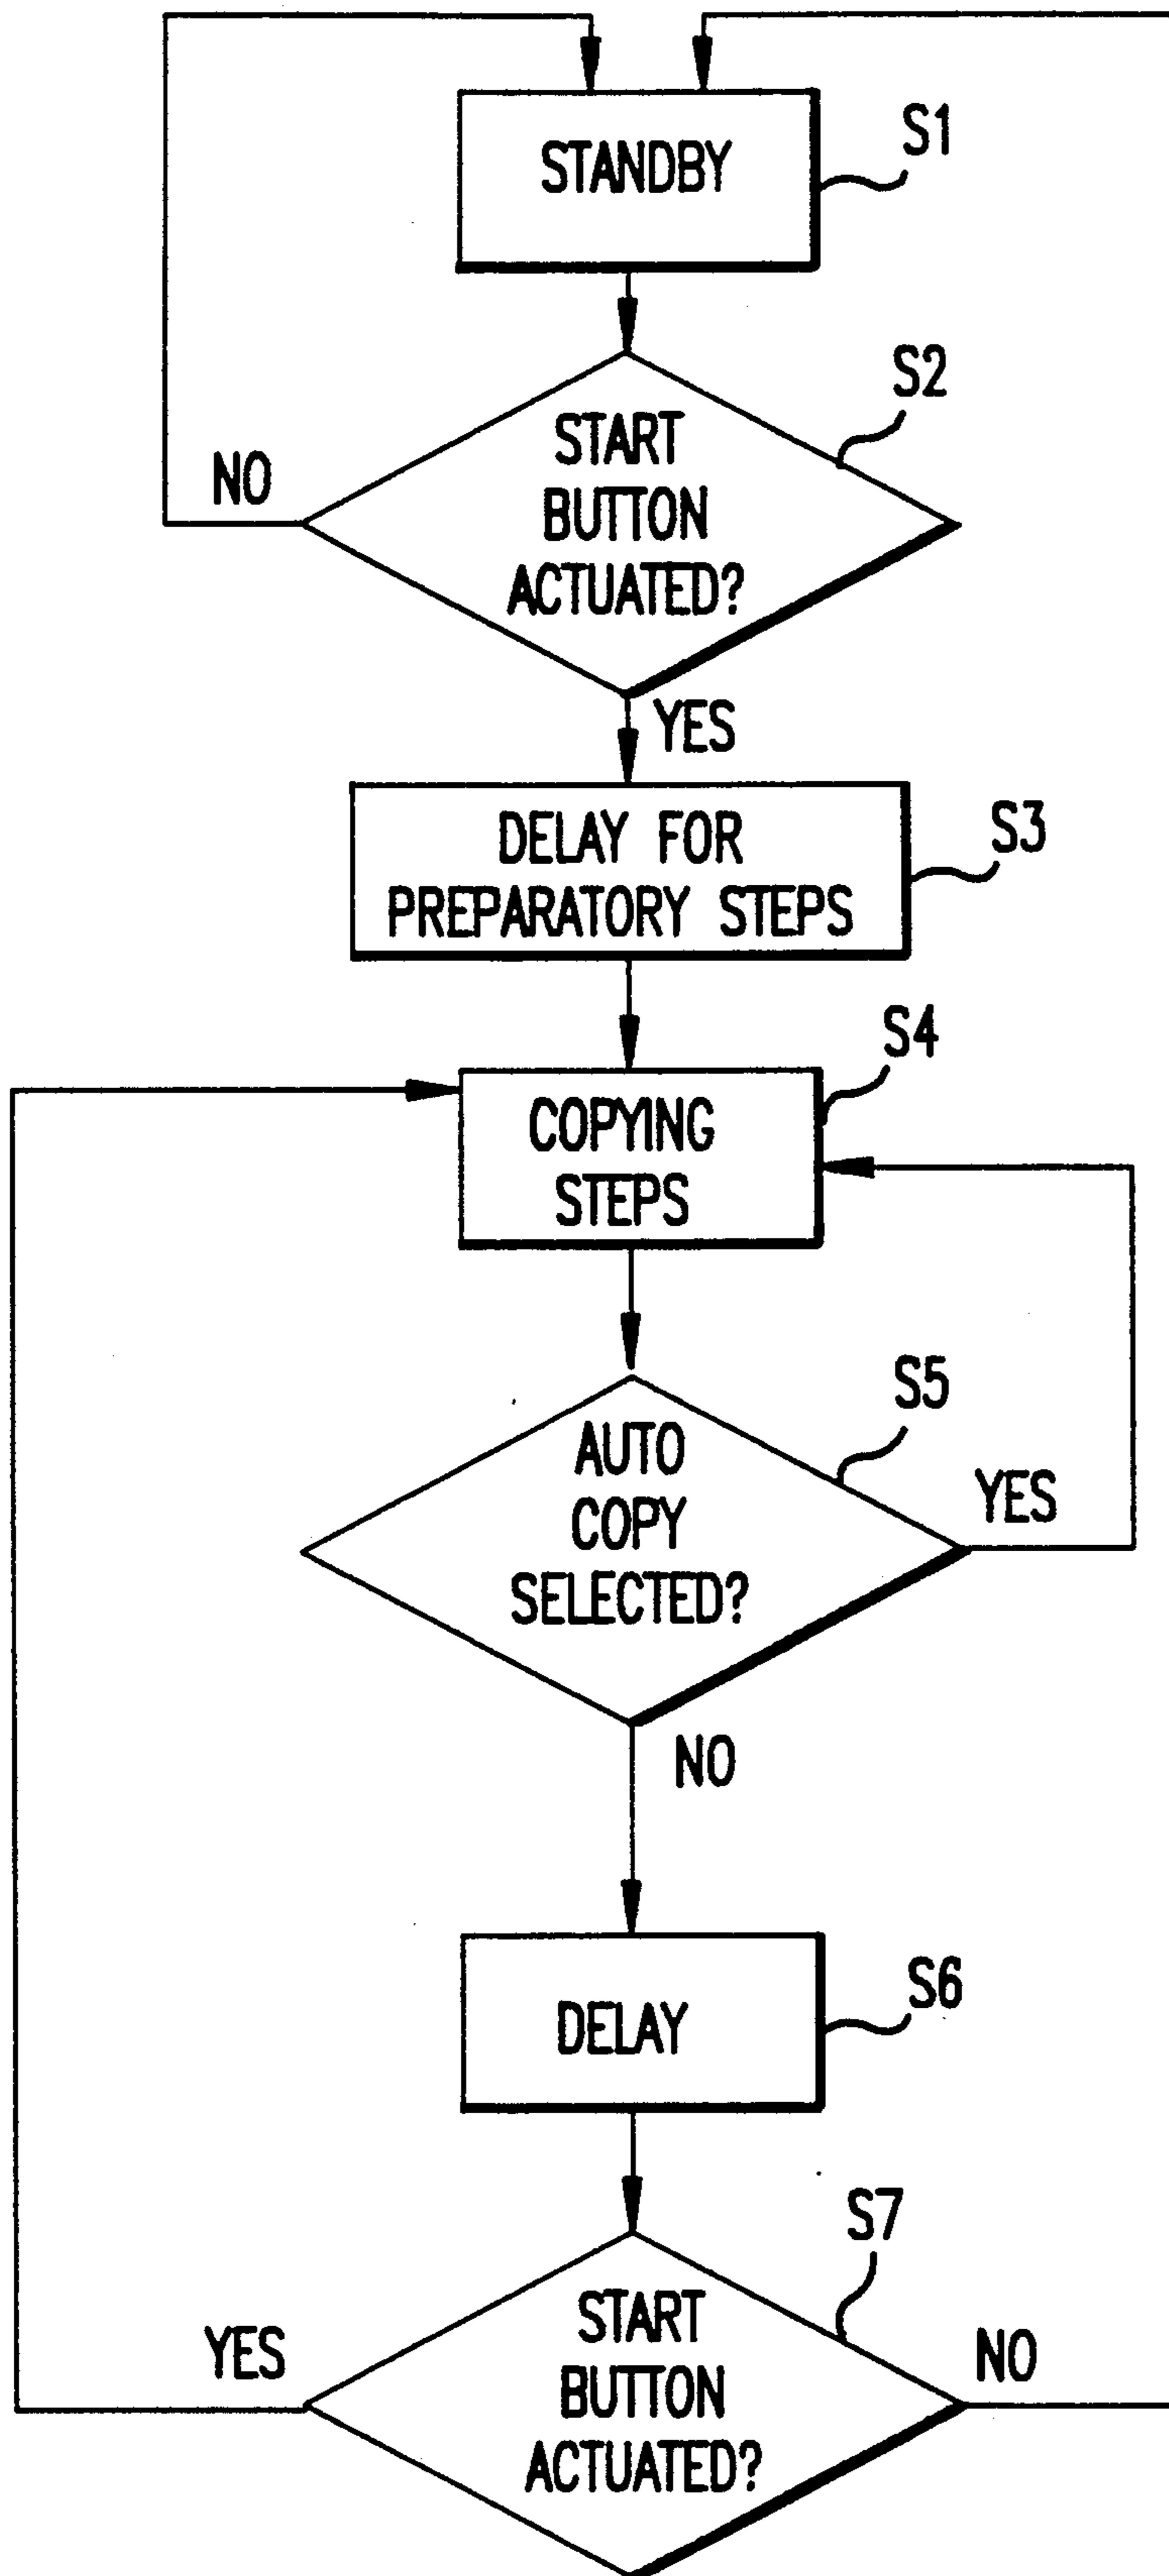 STANDBY
S1
START
BUTTON
ACTUATED?
S2
NO
YES
DELAY FOR
PREPARATORY STEPS
S3
COPYING
STEPS
S4
AUTO
COPY
SELECTED?
S5
YES
NO
DELAY
S6
START
BUTTON
ACTUATED?
S7
YES
NO